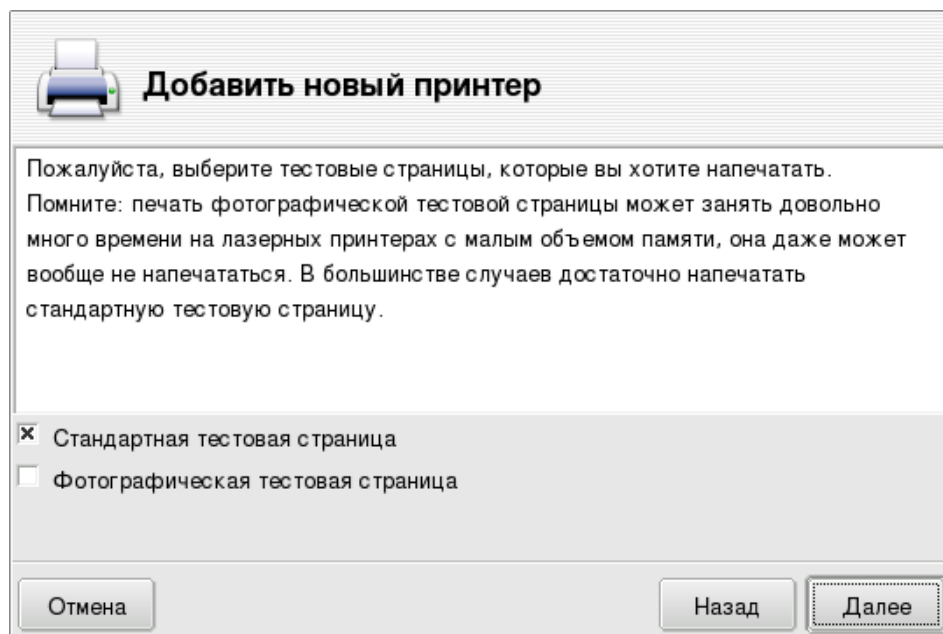 Добавить новый принтер
Пожалуйста, выберите тестовые страницы, которые вы хотите напечатать.
Помните: печать фотографической тестовой страницы может занять довольно
много времени на лазерных принтерах с малым объемом памяти, она даже может
вообще не напечататься. В большинстве случаев достаточно напечатать
стандартную тестовую страницу.
Стандартная тестовая страница
Фотографическая тестовая страница
Отмена
Назад
Далее